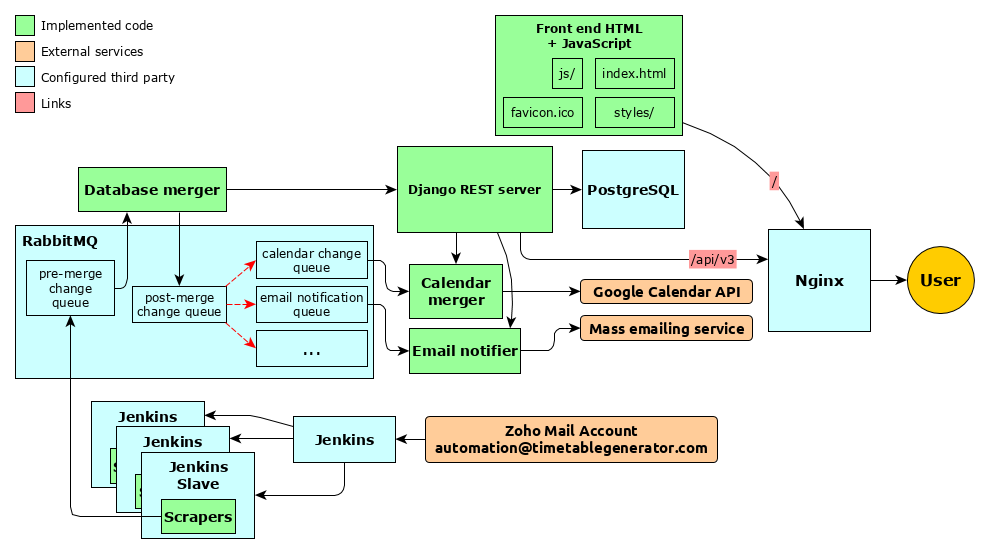 Implemented code
External services
Configured third party
Links
Front end HTML
+ JavaScript
js/
index.html
favicon.ico
styles/
/
Database merger
Django REST server
PostgreSQL
RabbitMQ
pre-merge
change
queue
post-merge
change queue
calendar change
queue
email notification
queue
...
Calendar
merger
Email notifier
/api/v3
Google Calendar API
Mass emailing service
Nginx
User
Jenkins
S
Jenkins
S
Jenkins
Slave
Scrapers
Jenkins
Zoho Mail Account
automation@timetablegenerator.com